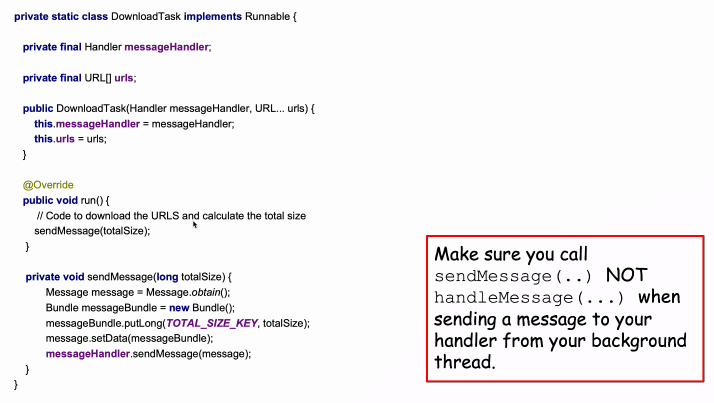 private static class DownloadTask implements Runnable {
private final Handler messageHandler;
private final URL[] urls;
public DownloadTask(Handler messageHandler, URL... urls) {
this.messageHandler = messageHandler;
this.urls = urls;
}
@Override
public void run() {
// Code to download the URLS and calculate the total size
sendMessage(totalSize);
}
private void sendMessage(long totalSize) {
Message message = Message.obtain();
Bundle messageBundle = new Bundle();
messageBundle.putLong(TOTAL_SIZE_KEY, totalSize);
message.setData(messageBundle);
messageHandler.sendMessage(message);
}
}
Make sure you call
sendMessage(..) NOT
handleMessage(...) when
sending a message to your
handler from your background
thread.